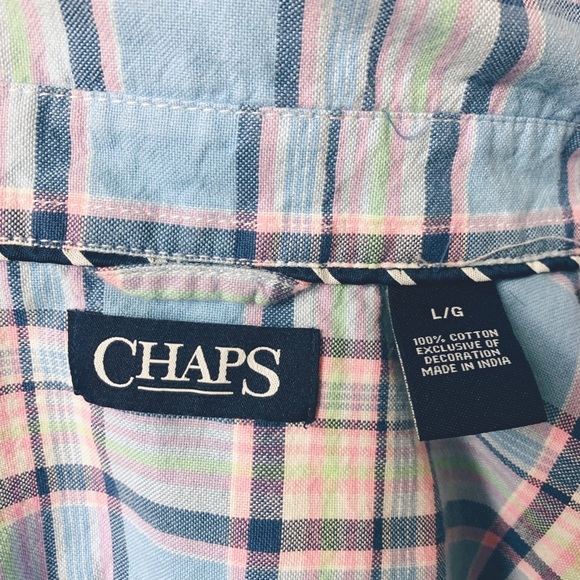 CHAPS
L/G
100% COTTON
EXCLUSIVE OF
DECORATION
MADE IN INDIA